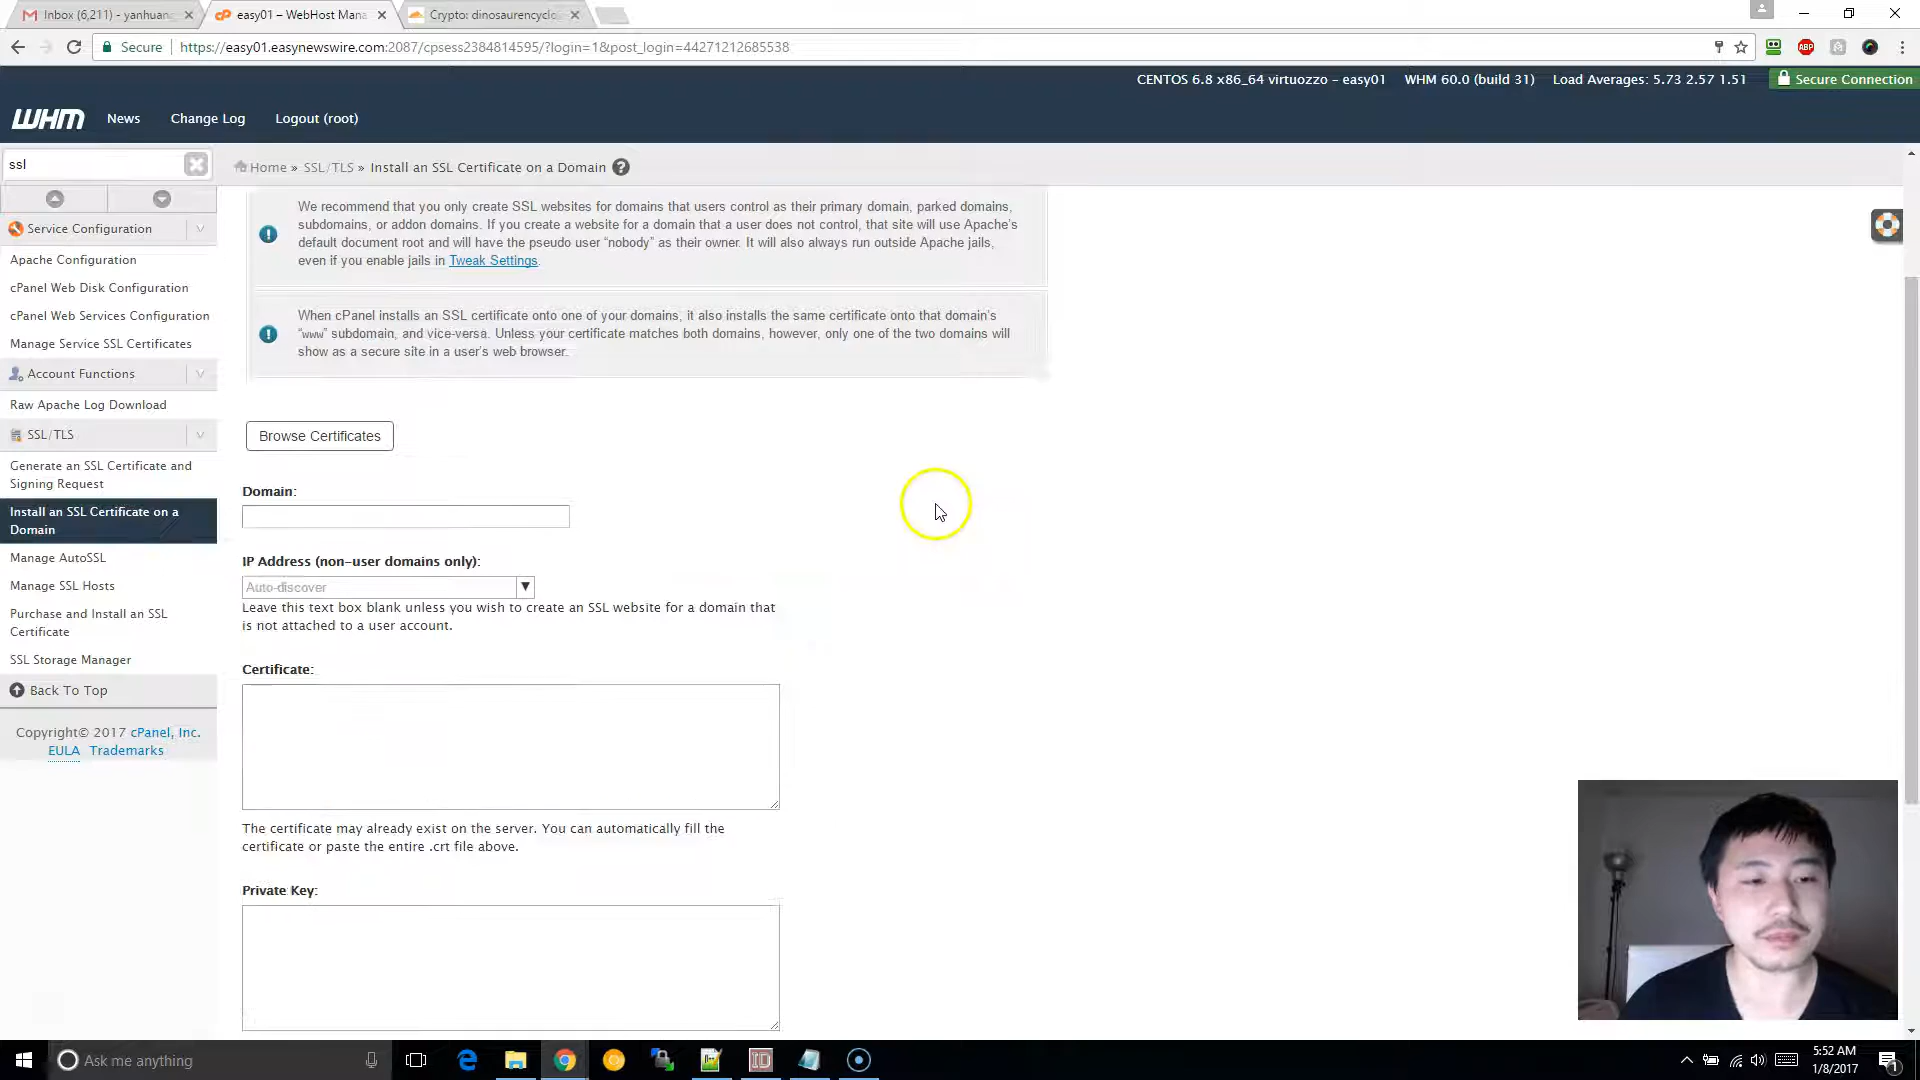 Inbox (6,211) - yanhuan
easy01 – WebHost Mana
Crypto: dinosaurencyclo
Secure
https://easy01.easynewswire.com:2087/cpsess2384814595/?login=1&post_login=44271212685538
ABP
CENTOS 6.8 x86_64 virtuozzo – easy01
WHM 60.0 (build 31)
Load Averages: 5.73 2.57 1.51
Secure Connection
WHM
News
Change Log
Logout (root)
ssl
Home » SSL/TLS » Install an SSL Certificate on a Domain
Service Configuration
Apache Configuration
cPanel Web Disk Configuration
cPanel Web Services Configuration
Manage Service SSL Certificates
Account Functions
Raw Apache Log Download
SSL/TLS
Generate an SSL Certificate and
Signing Request
Install an SSL Certificate on a
Domain
Manage AutoSSL
Manage SSL Hosts
Purchase and Install an SSL
Certificate
SSL Storage Manager
Back To Top
Copyright© 2017 cPanel, Inc.
EULA Trademarks
We recommend that you only create SSL websites for domains that users control as their primary domain, parked domains,
subdomains, or addon domains. If you create a website for a domain that a user does not control, that site will use Apache's
default document root and will have the pseudo user “nobody” as their owner. It will also always run outside Apache jails,
even if you enable jails in Tweak Settings.
When cPanel installs an SSL certificate onto one of your domains, it also installs the same certificate onto that domain's
“www” subdomain, and vice-versa. Unless your certificate matches both domains, however, only one of the two domains will
show as a secure site in a user's web browser.
Browse Certificates
Domain:
IP Address (non-user domains only):
Auto-discover
Leave this text box blank unless you wish to create an SSL website for a domain that
is not attached to a user account.
Certificate:
The certificate may already exist on the server. You can automatically fill the
certificate or paste the entire .crt file above.
Private Key:
Ask me anything
5:52 AM
1/8/2017
1